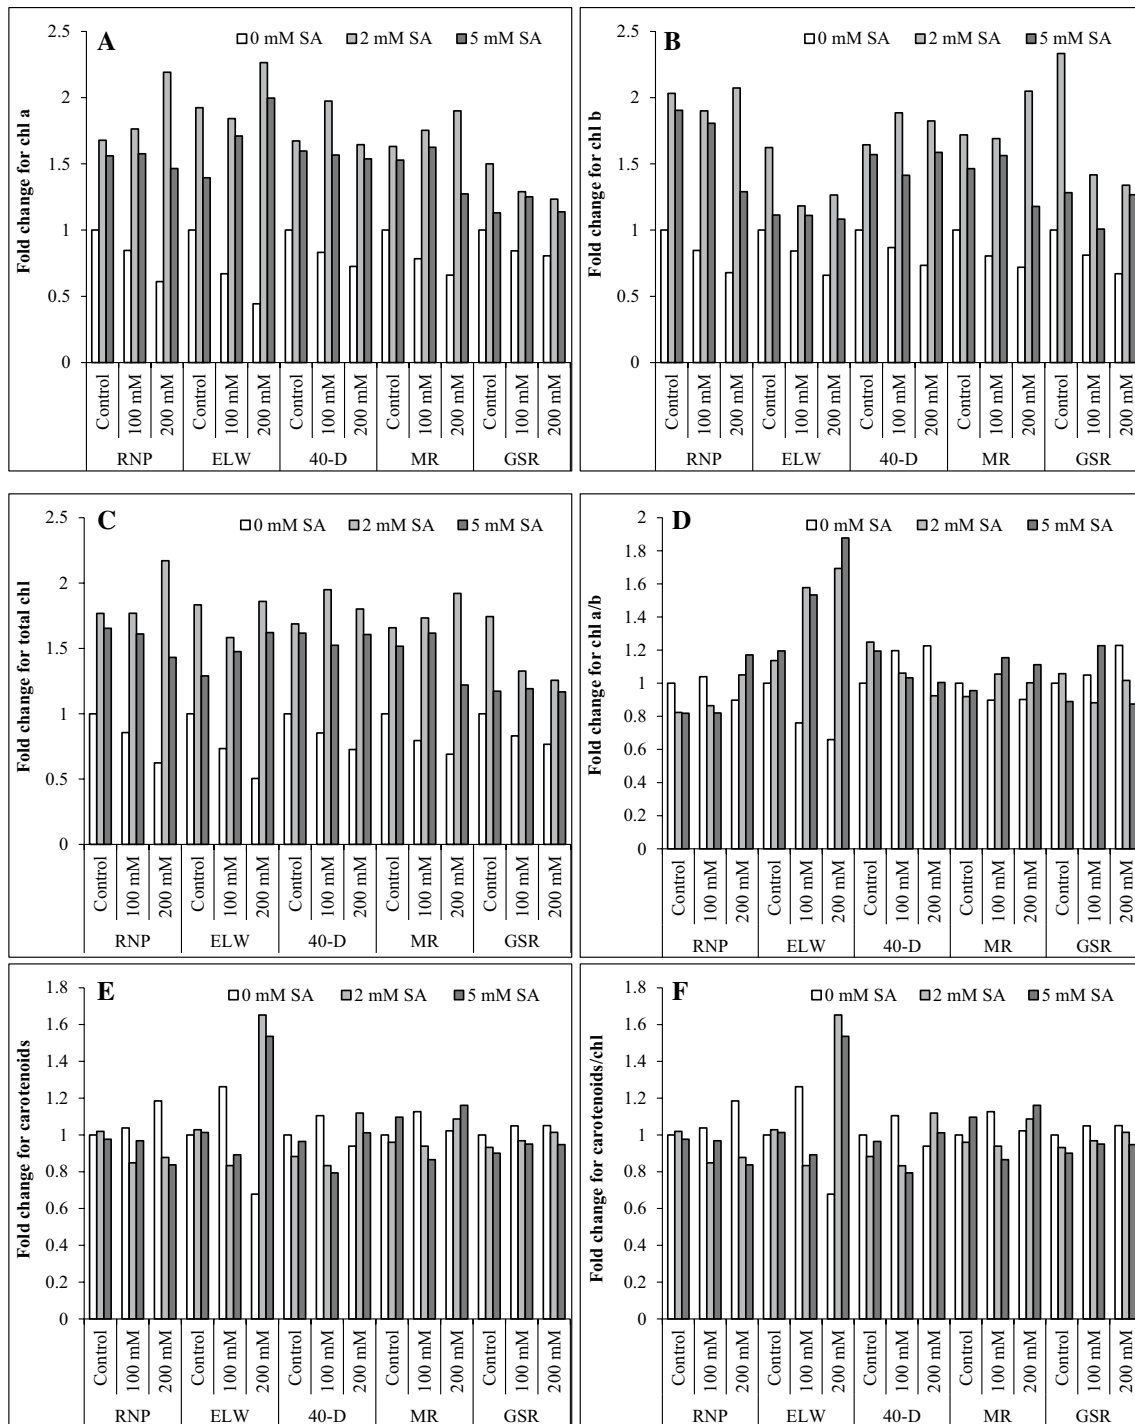 A
0 mM SA 2 mM SA 5 mM SA
Fold change for chl a
2.5
2
1.5
1
0.5
0
Control 100 mM 200 mM Control 100 mM 200 mM Control 100 mM 200 mM Control 100 mM 200 mM Control 100 mM 200 mM
RNP ELW 40-D MR GSR
B
0 mM SA 2 mM SA 5 mM SA
Fold change for chl b
2.5
2
1.5
1
0.5
0
Control 100 mM 200 mM Control 100 mM 200 mM Control 100 mM 200 mM Control 100 mM 200 mM Control 100 mM 200 mM
RNP ELW 40-D MR GSR
C
0 mM SA 2 mM SA 5 mM SA
Fold change for total chl
2.5
2
1.5
1
0.5
0
Control 100 mM 200 mM Control 100 mM 200 mM Control 100 mM 200 mM Control 100 mM 200 mM Control 100 mM 200 mM
RNP ELW 40-D MR GSR
D
0 mM SA 2 mM SA 5 mM SA
Fold change for chl a/b
2
1.8
1.6
1.4
1.2
1
0.8
0.6
0.4
0.2
0
Control 100 mM 200 mM Control 100 mM 200 mM Control 100 mM 200 mM Control 100 mM 200 mM Control 100 mM 200 mM
RNP ELW 40-D MR GSR
E
0 mM SA 2 mM SA 5 mM SA
Fold change for carotenoids
1.8
1.6
1.4
1.2
1
0.8
0.6
0.4
0.2
0
Control 100 mM 200 mM Control 100 mM 200 mM Control 100 mM 200 mM Control 100 mM 200 mM Control 100 mM 200 mM
RNP ELW 40-D MR GSR
F
0 mM SA 2 mM SA 5 mM SA
Fold change for carotenoids/chl
1.8
1.6
1.4
1.2
1
0.8
0.6
0.4
0.2
0
Control 100 mM 200 mM Control 100 mM 200 mM Control 100 mM 200 mM Control 100 mM 200 mM Control 100 mM 200 mM
RNP ELW 40-D MR GSR